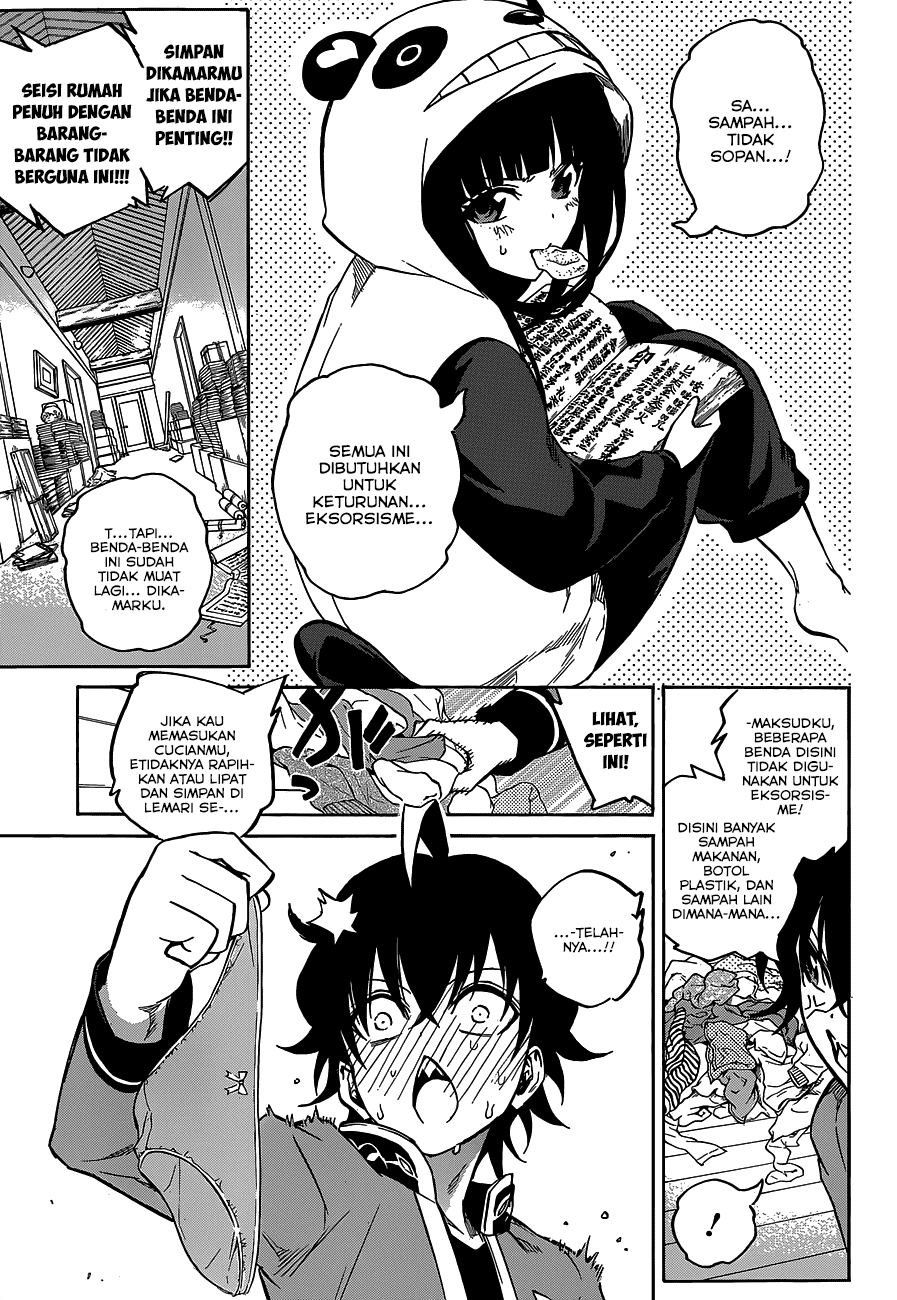 SA...
SAMPAH...
TIDAK
SOPAN...!
SEMUA INI
DIBUTUHKAN
UNTUK
KETURUNAN...
EKSORSISME...
SIMPAN
DIKAMARMU
JIKA BENDA-
BENDA INI
PENTING!!
SEISI RUMAH
PENUH DENGAN
BARANG-
BARANG TIDAK
BERGUNA INI!!!
T...TAPI...
BENDA-BENDA
INI SUDAH
TIDAK MUAT
LAGI... DIKA-
MARKU.
-MAKSUDKU,
BEBERAPA
BENDA DISINI
TIDAK DIGU-
NAKAN UNTUK
EKSORSIS-
ME!
DISINI BANYAK
SAMPAH
MAKANAN,
BOTOL
PLASTIK, DAN
SAMPAH LAIN
DIMANA-MANA...
!
LIHAT,
SEPERTI
INI!
JIKA KAU
MEMASUKAN
CUCIANMU,
ETIDAKNYA RAPIH-
KAN ATAU LIPAT
DAN SIMPAN DI
LEMARI SE-...
...-TELAH-
NYA...!!